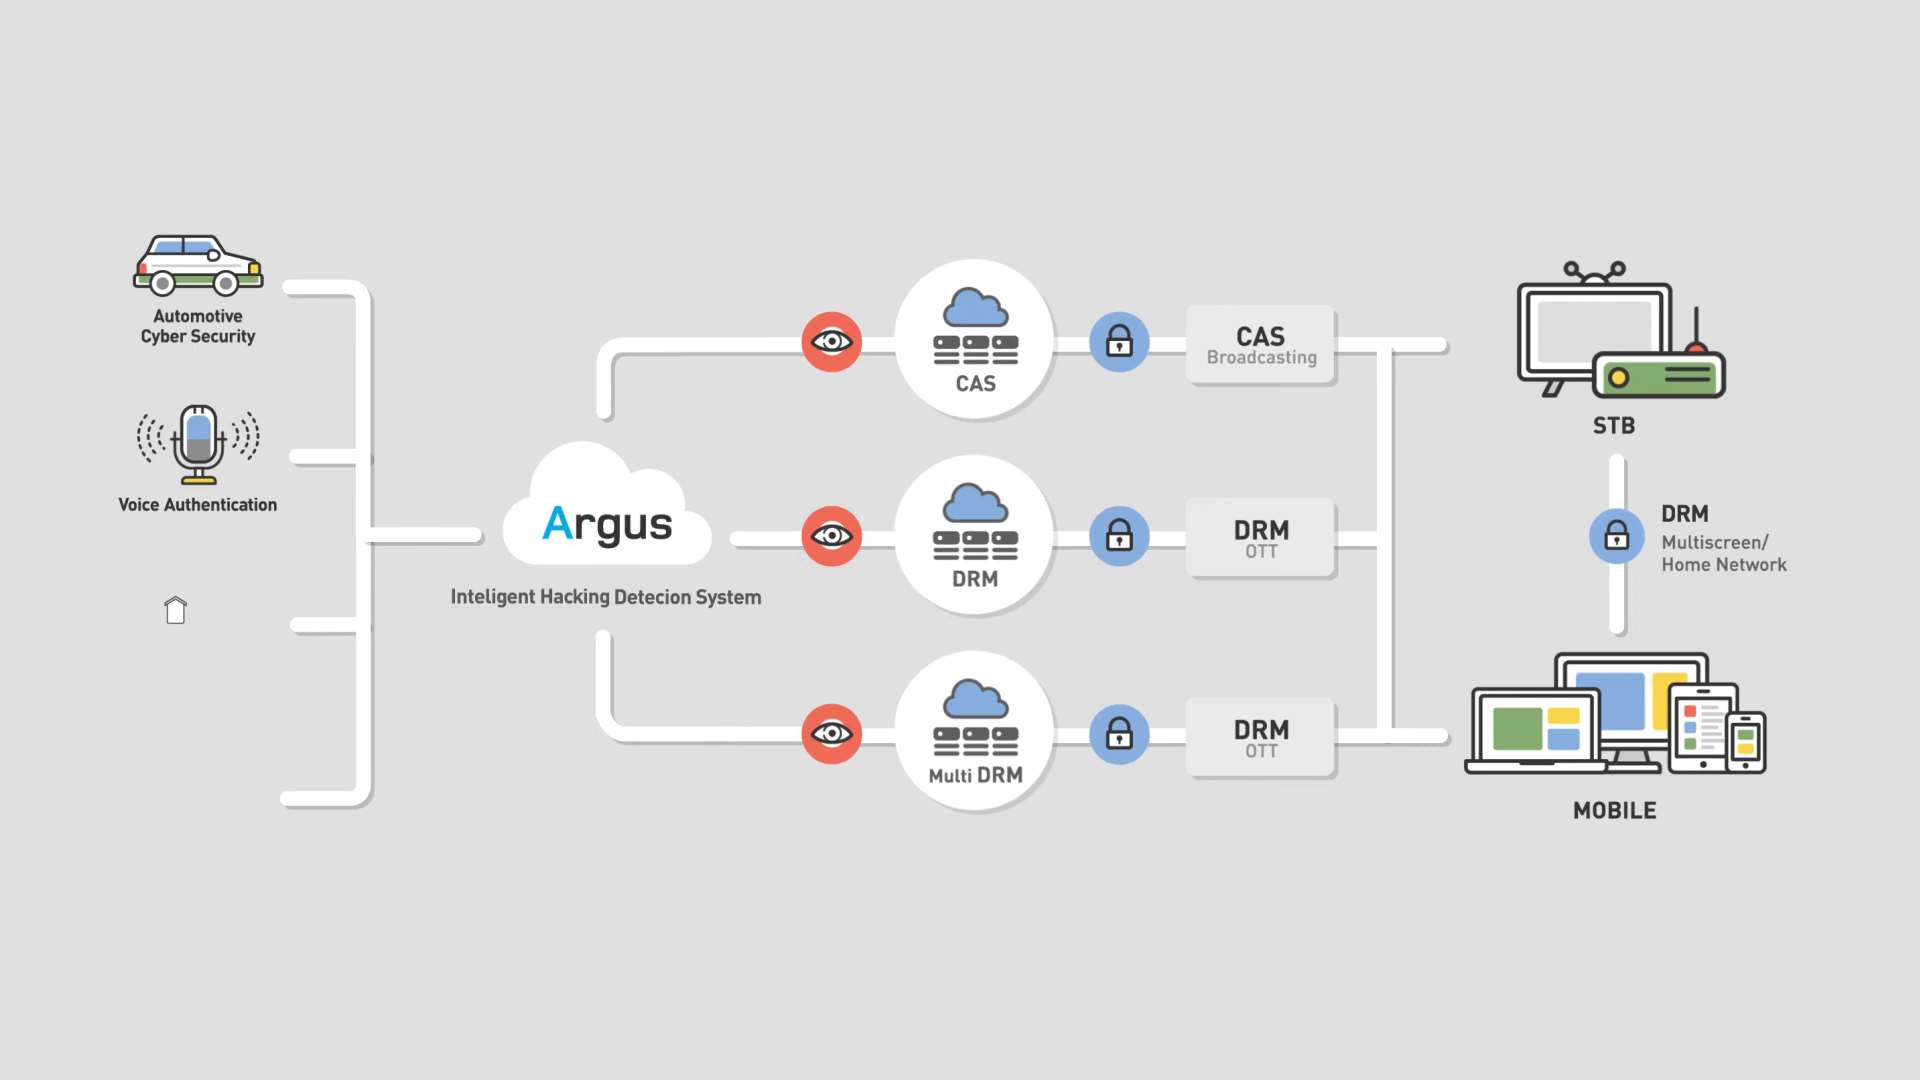 Automotive
Cyber Security
Voice Authentication
Argus
Inteligent Hacking Detecion System
CAS
DRM
Multi DRM
CAS
Broadcasting
DRM
OTT
DRM
OTT
STB
DRM
Multiscreen/
Home Network
MOBILE